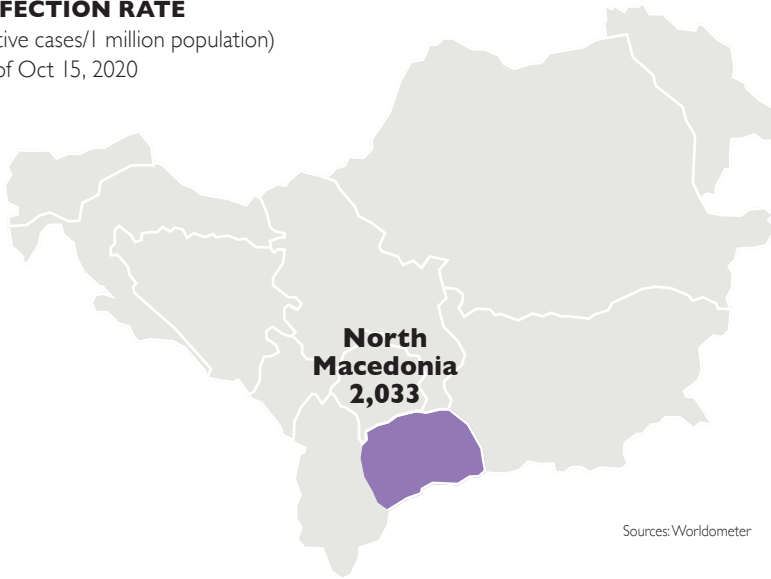 FECTION RATE
tive cases/1 million population)
of Oct 15, 2020
North
Macedonia
2,033
Sources: Worldometer